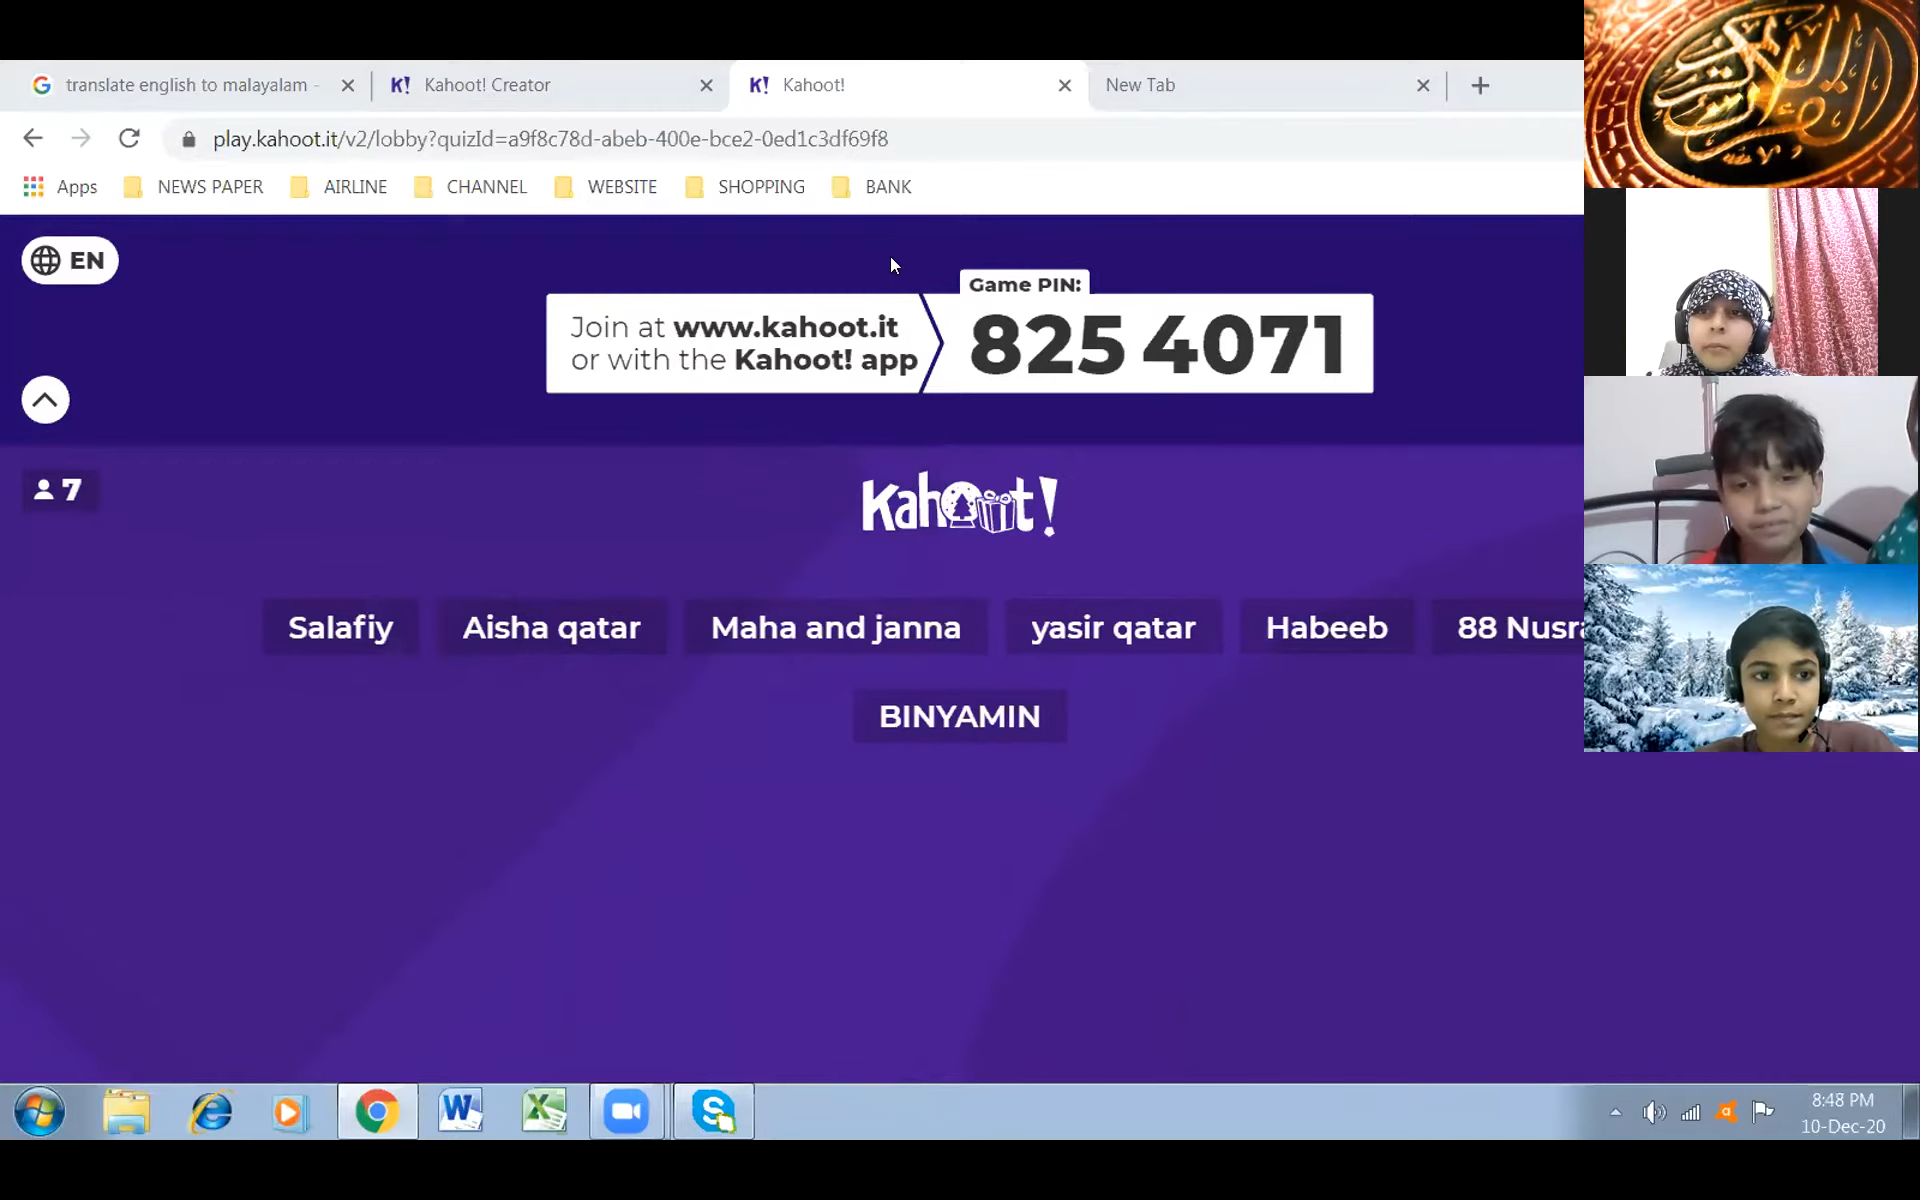 translate english to malayalam -
Kahoot! Creator
Kahoot!
New Tab
play.kahoot.it/v2/lobby?quizId=a9f8c78d-abeb-400e-bce2-0ed1c3df69f8
Apps
NEWS PAPER
AIRLINE
CHANNEL
WEBSITE
SHOPPING
BANK
EN
Join at www.kahoot.it
or with the Kahoot! app
Game PIN:
825 4071
7
Kahoot!
Salafiy
Aisha qatar
Maha and janna
yasir qatar
Habeeb
88 Nusra
BINYAMIN
8:48 PM
10-Dec-20